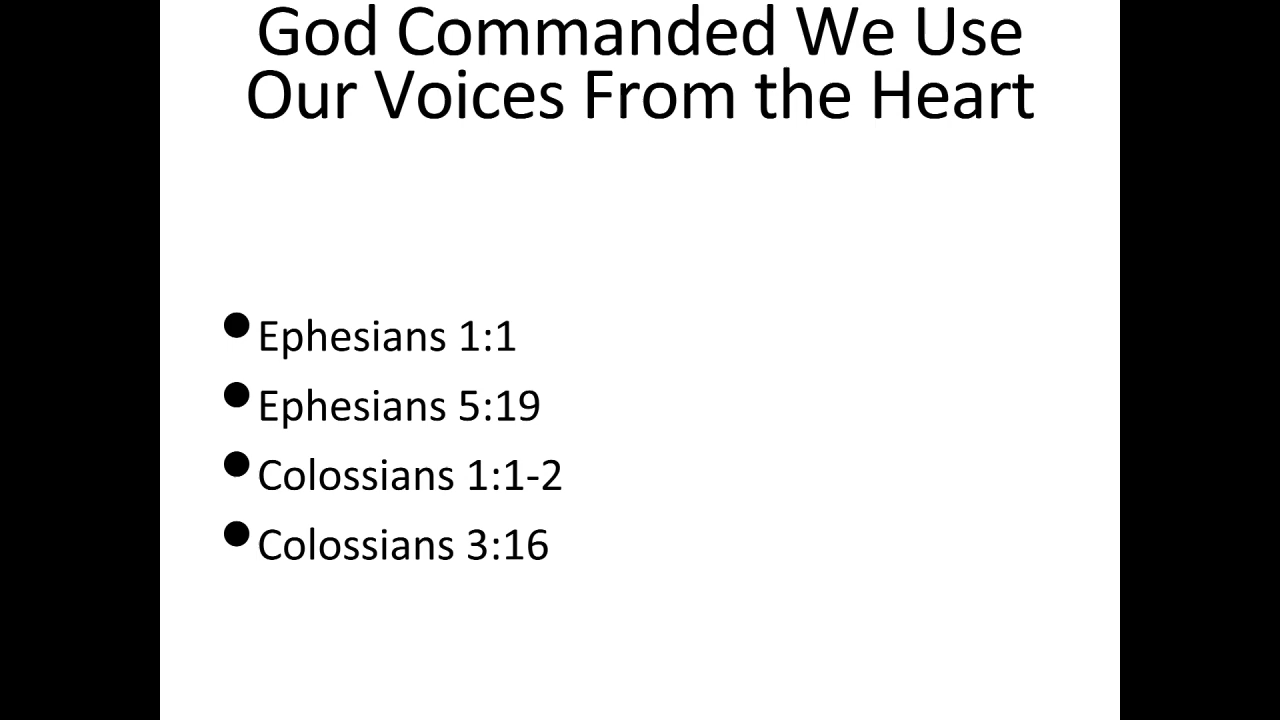 God Commanded We Use
Our Voices From the Heart
• Ephesians 1:1
• Ephesians 5:19
• Colossians 1:1-2
• Colossians 3:16